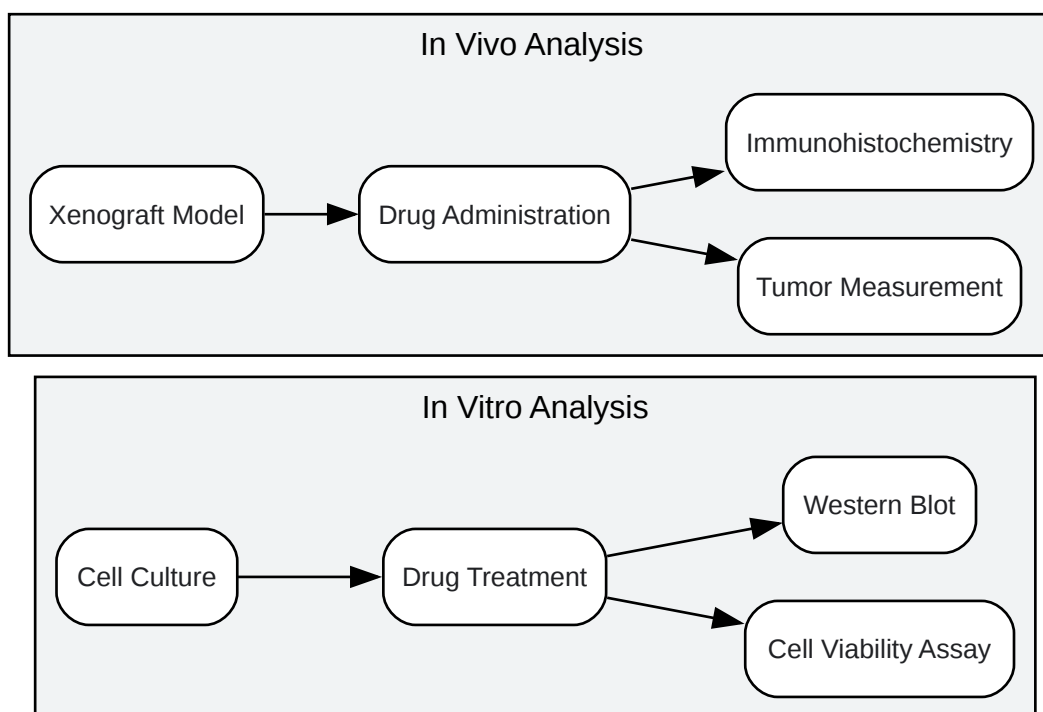 In Vivo Analysis
Immunohistochemistry
Xenograft Model
Drug Administration
Tumor Measurement
In Vitro Analysis
Western Blot
Cell Culture
Drug Treatment
Cell Viability Assay